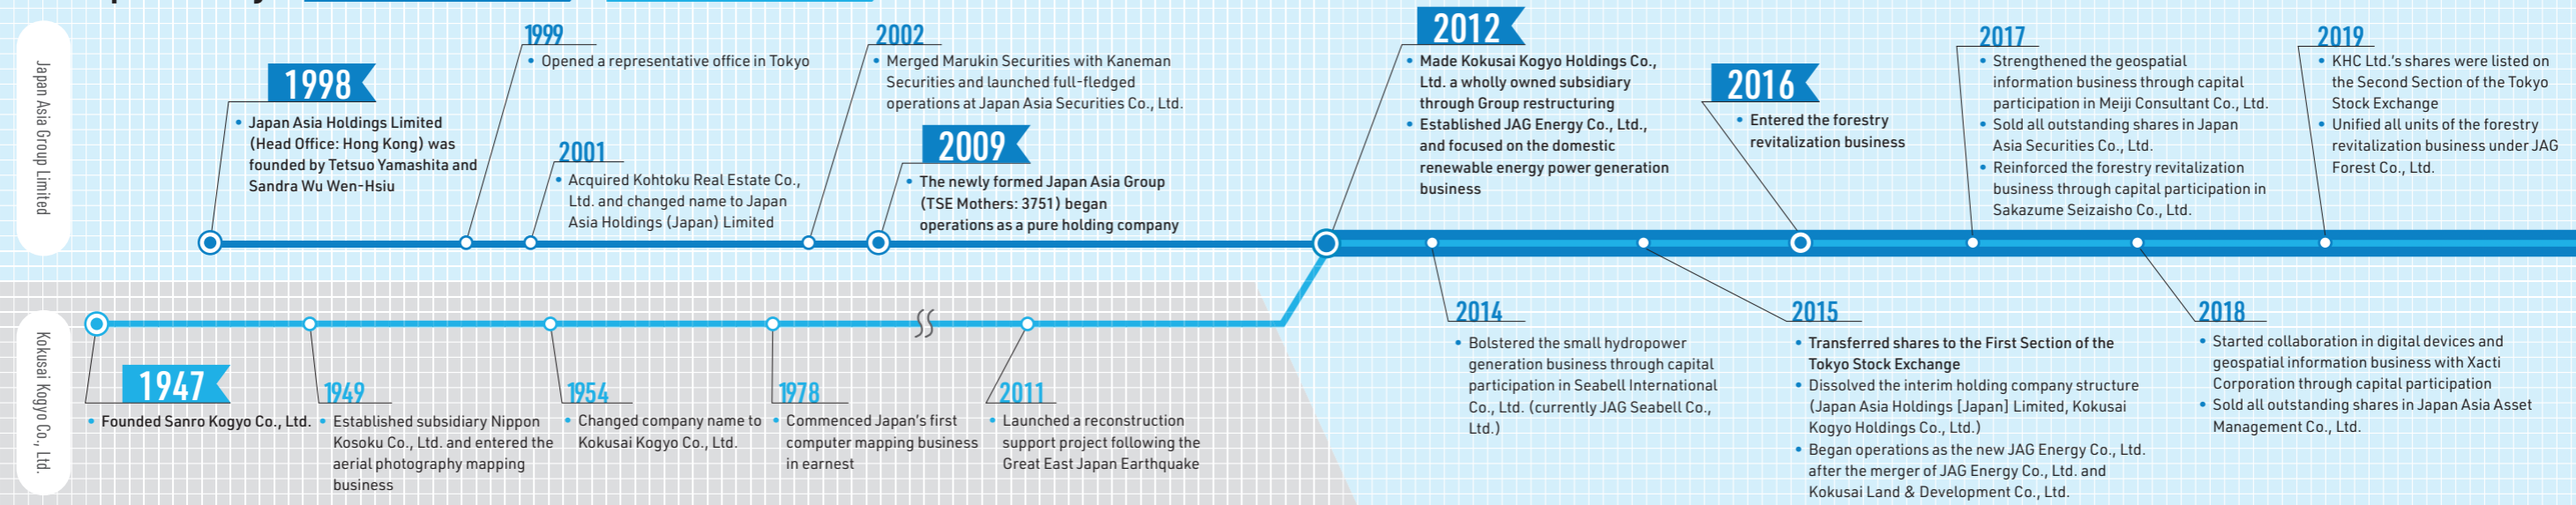 Japan Asia Group Limited
1998
• Japan Asia Holdings Limited
(Head Office: Hong Kong) was
founded by Tetsuo Yamashita and
Sandra Wu Wen-Hsiu
1999
• Opened a representative office in Tokyo
2001
• Acquired Kohtoku Real Estate Co.,
Ltd. and changed name to Japan
Asia Holdings (Japan) Limited
2002
• Merged Marukin Securities with Kaneman
Securities and launched full-fledged
operations at Japan Asia Securities Co., Ltd.
2009
• The newly formed Japan Asia Group
(TSE Mothers: 3751) began
operations as a pure holding company
2012
• Made Kokusai Kogyo Holdings Co.,
Ltd. a wholly owned subsidiary
through Group restructuring
• Established JAG Energy Co., Ltd.,
and focused on the domestic
renewable energy power generation
business
2016
• Entered the forestry
revitalization business
2017
• Strengthened the geospatial
information business through capital
participation in Meiji Consultant Co., Ltd.
• Sold all outstanding shares in Japan
Asia Securities Co., Ltd.
• Reinforced the forestry revitalization
business through capital participation in
Sakazume Seizaisho Co., Ltd.
2019
• KHC Ltd.'s shares were listed on
the Second Section of the Tokyo
Stock Exchange
• Unified all units of the forestry
revitalization business under JAG
Forest Co., Ltd.
Kokusai Kogyo Co., Ltd.
1947
• Founded Sanro Kogyo Co., Ltd.
1949
• Established subsidiary Nippon
Kosoku Co., Ltd. and entered the
aerial photography mapping
business
1954
• Changed company name to
Kokusai Kogyo Co., Ltd.
1978
• Commenced Japan's first
computer mapping business
in earnest
2011
• Launched a reconstruction
support project following the
Great East Japan Earthquake
2014
• Bolstered the small hydropower
generation business through capital
participation in Seabell International
Co., Ltd. (currently JAG Seabell Co.,
Ltd.)
2015
• Transferred shares to the First Section of the
Tokyo Stock Exchange
• Dissolved the interim holding company structure
(Japan Asia Holdings [Japan] Limited, Kokusai
Kogyo Holdings Co., Ltd.)
• Began operations as the new JAG Energy Co., Ltd.
after the merger of JAG Energy Co., Ltd. and
Kokusai Land & Development Co., Ltd.
2018
• Started collaboration in digital devices and
geospatial information business with Xacti
Corporation through capital participation
• Sold all outstanding shares in Japan Asia Asset
Management Co., Ltd.